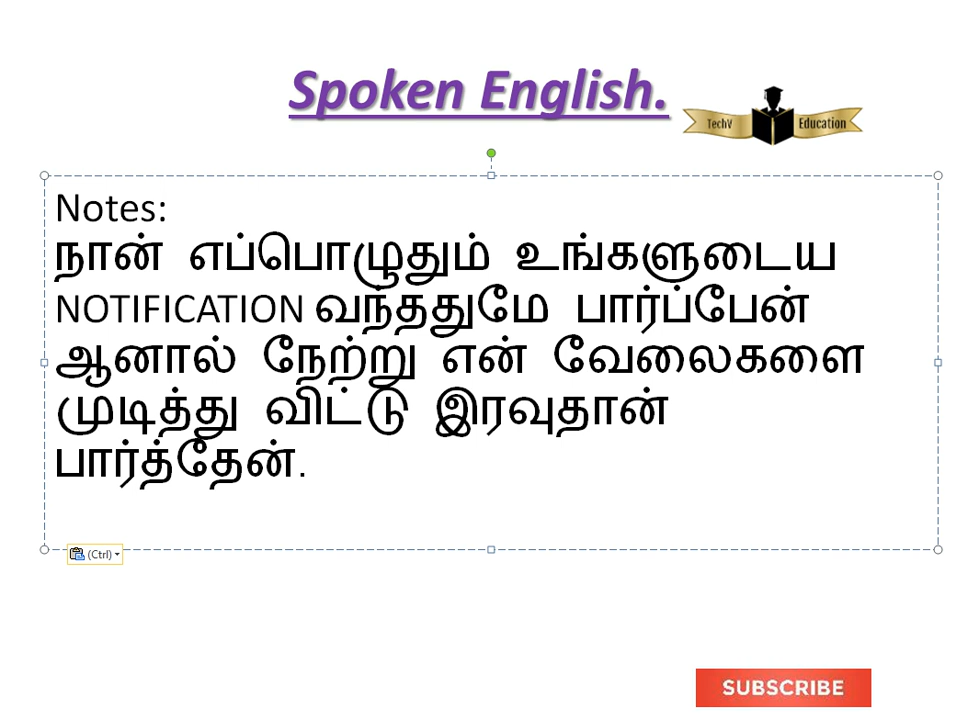 Spoken English.
TechV Education
Notes:
நான் எப்பொழுதும் உங்களுடைய
NOTIFICATION வந்ததுமே பார்ப்பேன்
ஆனால் நேற்று என் வேலைகளை
முடித்து விட்டு இரவுதான்
பார்த்தேன்.
(Ctrl)
SUBSCRIBE